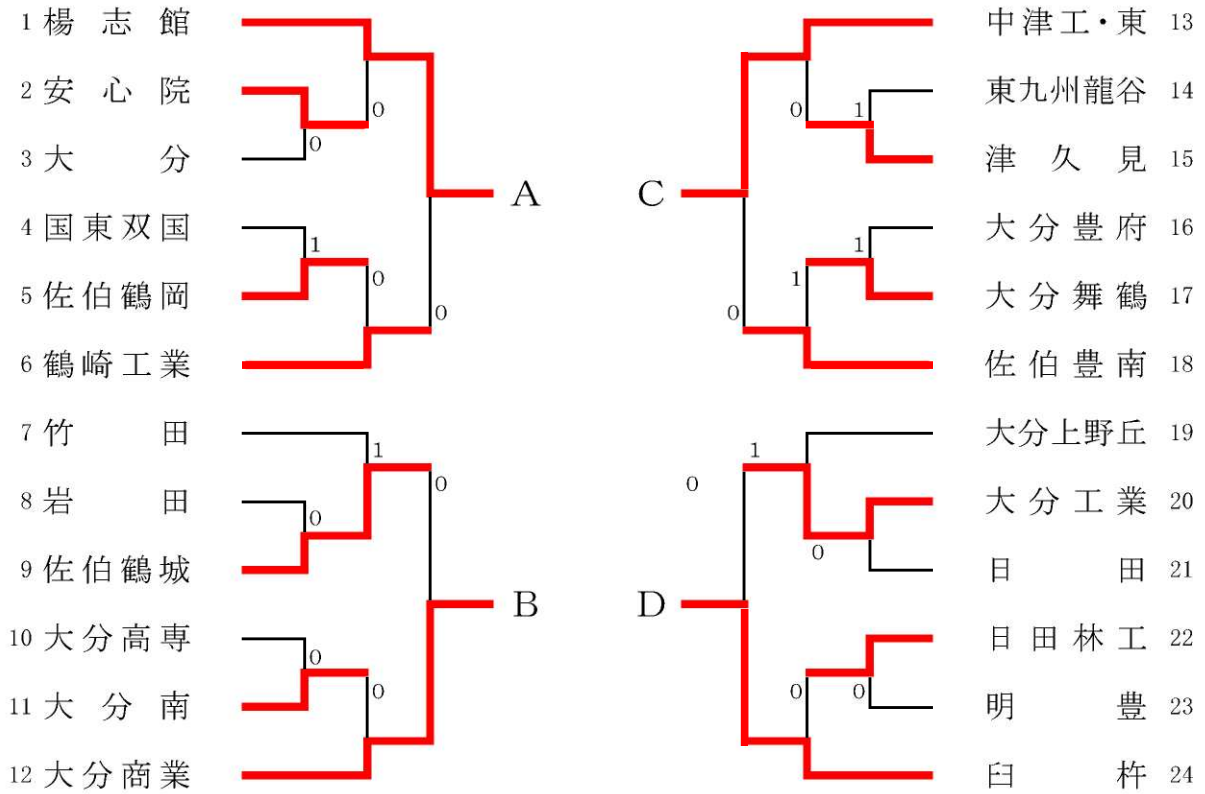 1 楊志館
2 安心院
0
3 大分
0
A
4 国東双国
1
5 佐伯鶴岡
0
0
6 鶴崎工業
7 竹田
1
8 岩田
0
0
9 佐伯鶴城
B
10 大分高専
0
11 大分南
0
12 大分商業
中津工・東 13
東九州龍谷 14
0
1
津久見 15
C
大分豊府 16
1
大分舞鶴 17
1
0
佐伯豊南 18
大分上野丘 19
1
0
大分工業 20
0
日田 21
D
日田林工 22
0
0
明豊 23
臼杵 24